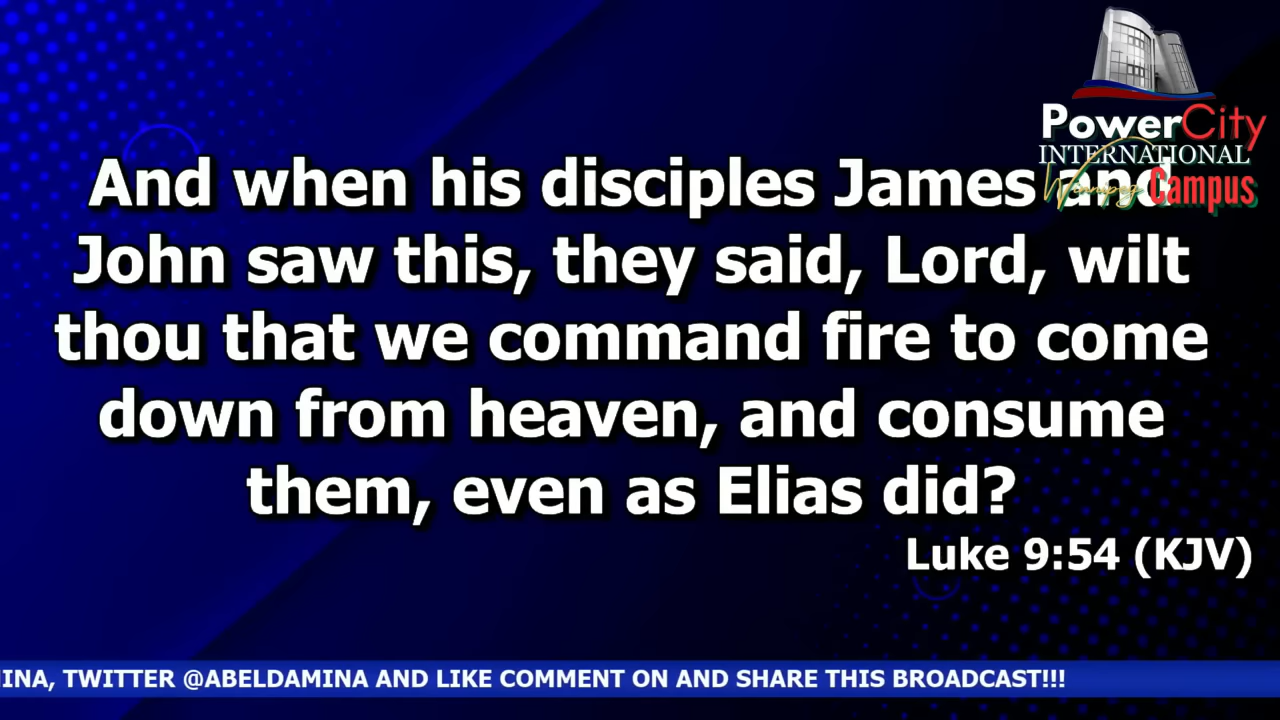 PowerCity
INTERNATIONAL
Winnipeg Campus
And when his disciples James and
John saw this, they said, Lord, wilt
thou that we command fire to come
down from heaven, and consume
them, even as Elias did?
Luke 9:54 (KJV)
INA, TWITTER @ABELDAMINA AND LIKE COMMENT ON AND SHARE THIS BROADCAST!!!